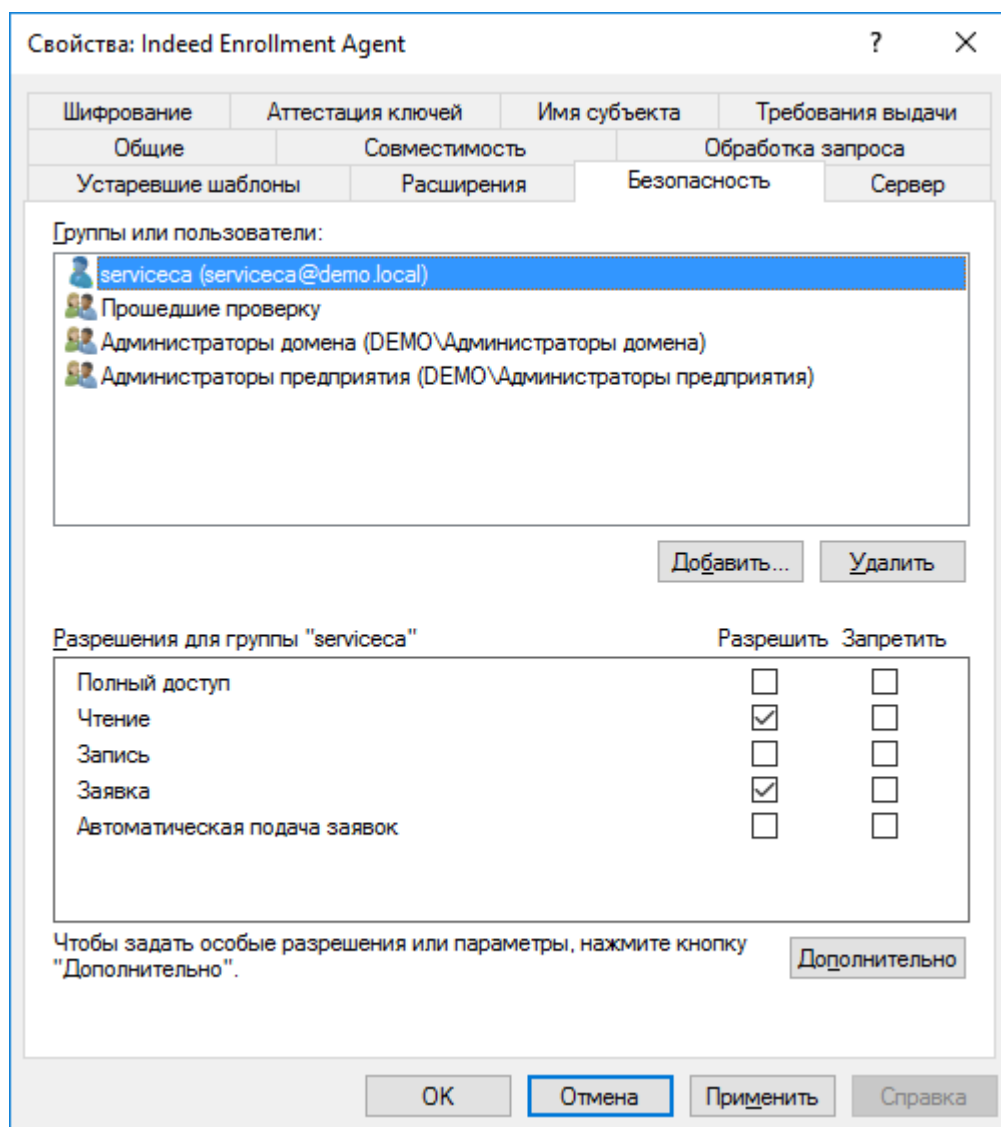 Свойства: Indeed Enrollment Agent
Шифрование Аттестация ключей Имя субъекта Требования выдачи
Общие Совместимость Обработка запроса
Устаревшие шаблоны Расширения Безопасность Сервер
Группы или пользователи:
serviceca (serviceca@demo.local)
Прошедшие проверку
Администраторы домена (DEMO\Администраторы домена)
Администраторы предприятия (DEMO\Администраторы предприятия)
Добавить... Удалить
Разрешения для группы "serviceca" Разрешить Запретить
Полный доступ
Чтение
Запись
Заявка
Автоматическая подача заявок
Чтобы задать особые разрешения или параметры, нажмите кнопку
"Дополнительно".
Дополнительно
ОК Отмена Применить Справка